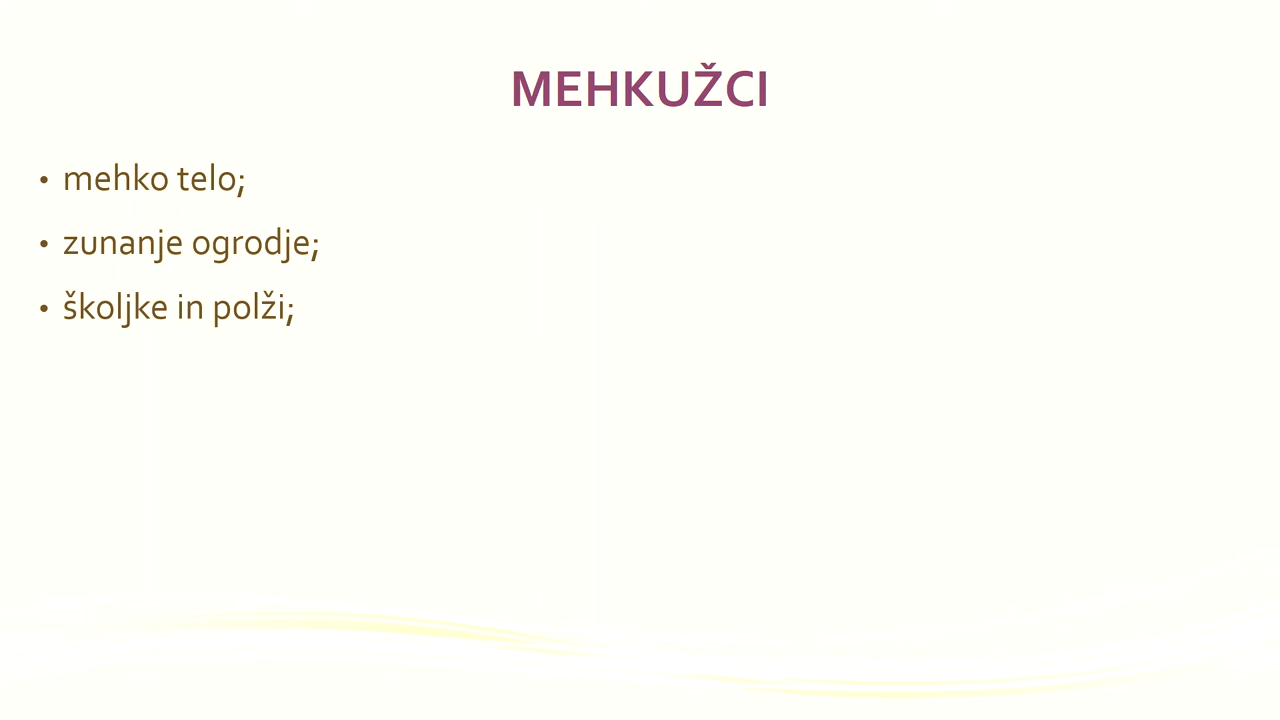 MEHKUŽCI
• mehko telo;
• zunanje ogrodje;
• školjke in polži;